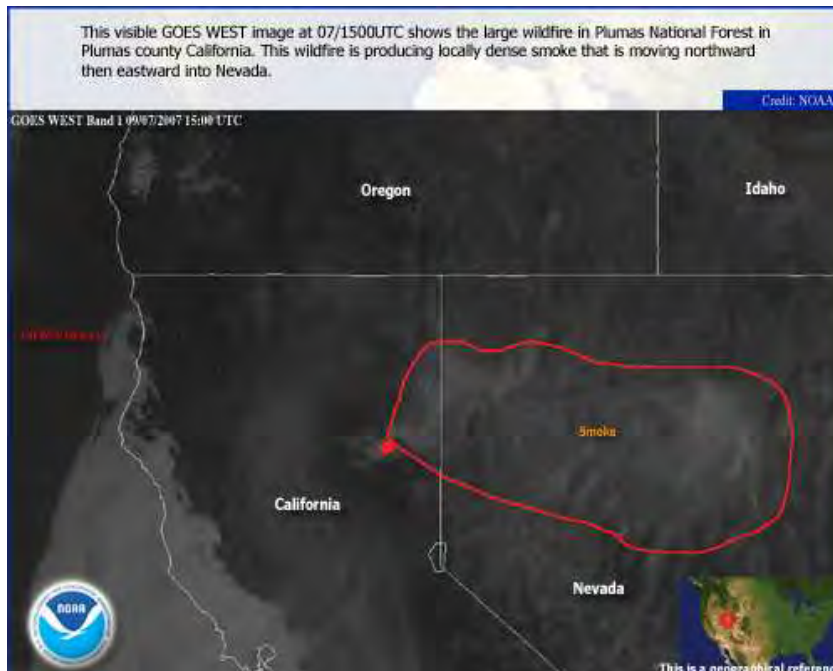 This visible GOES WEST image at 07/1500UTC shows the large wildfire in Plumas National Forest in
Plumas county California. This wildfire is producing locally dense smoke that is moving northward
then eastward into Nevada.
Credit: NOAA
GOES WEST Band 1 09/07/2007 15:00 UTC
Oregon
Idaho
Smoke
California
Nevada
NOAA
This is a geographical referenc